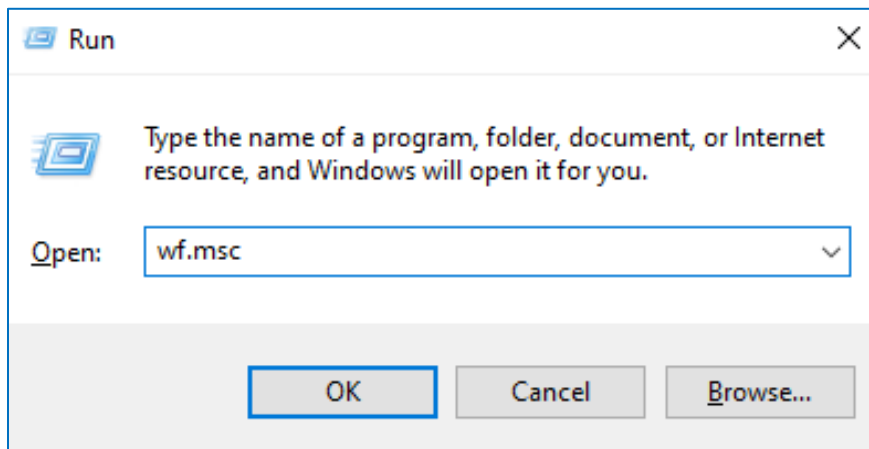 Run
Type the name of a program, folder, document, or Internet
resource, and Windows will open it for you.
Open: wf.msc
OK Cancel Browse...